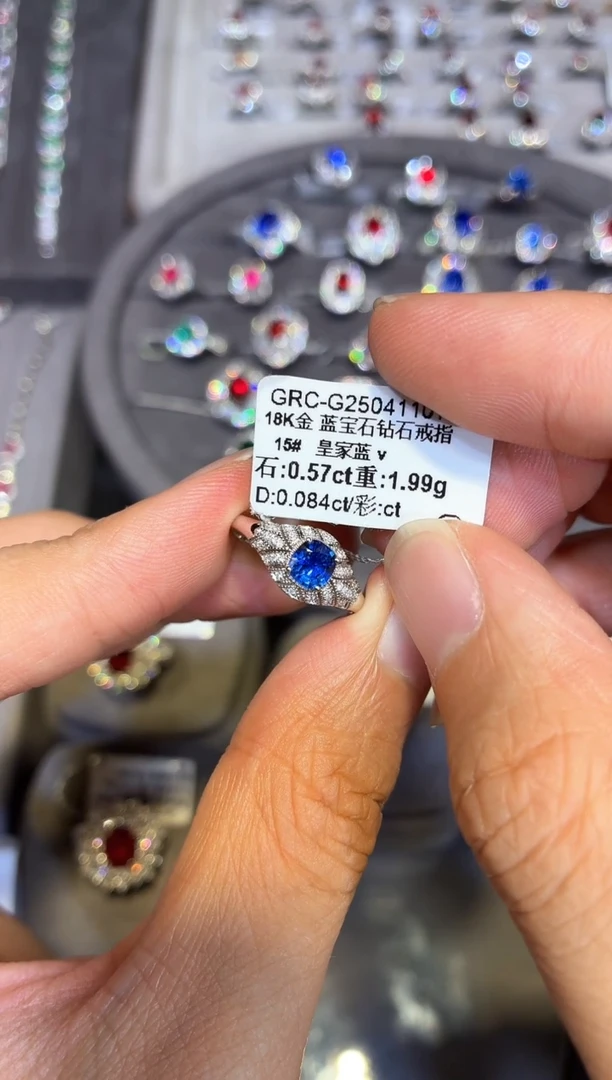 GRC-G25041101
18K金 蓝宝石钻石戒指
15# 皇家蓝 v
石:0.57ct重:1.99g
D:0.084ct/彩:ct